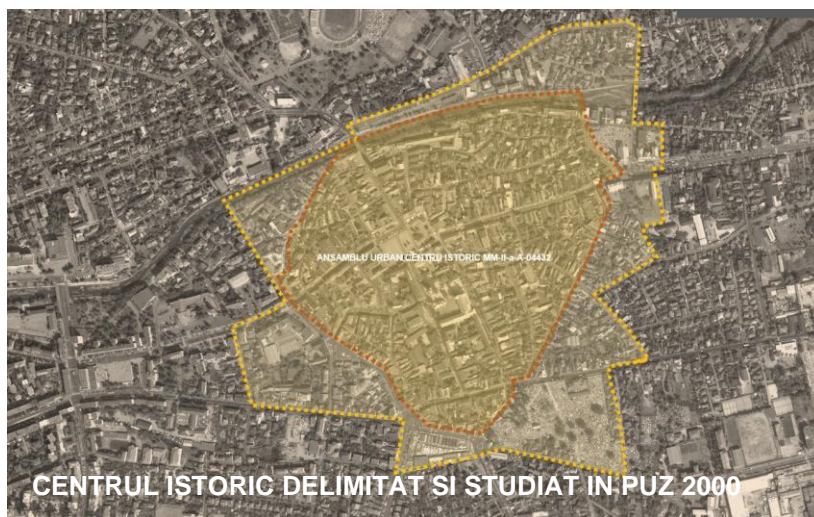 ANSAMBLU URBAN CENTRU ISTORIC MM-II-a-A-04432
CENTRUL ISTORIC DELIMITAT SI STUDIAT IN PUZ 2000